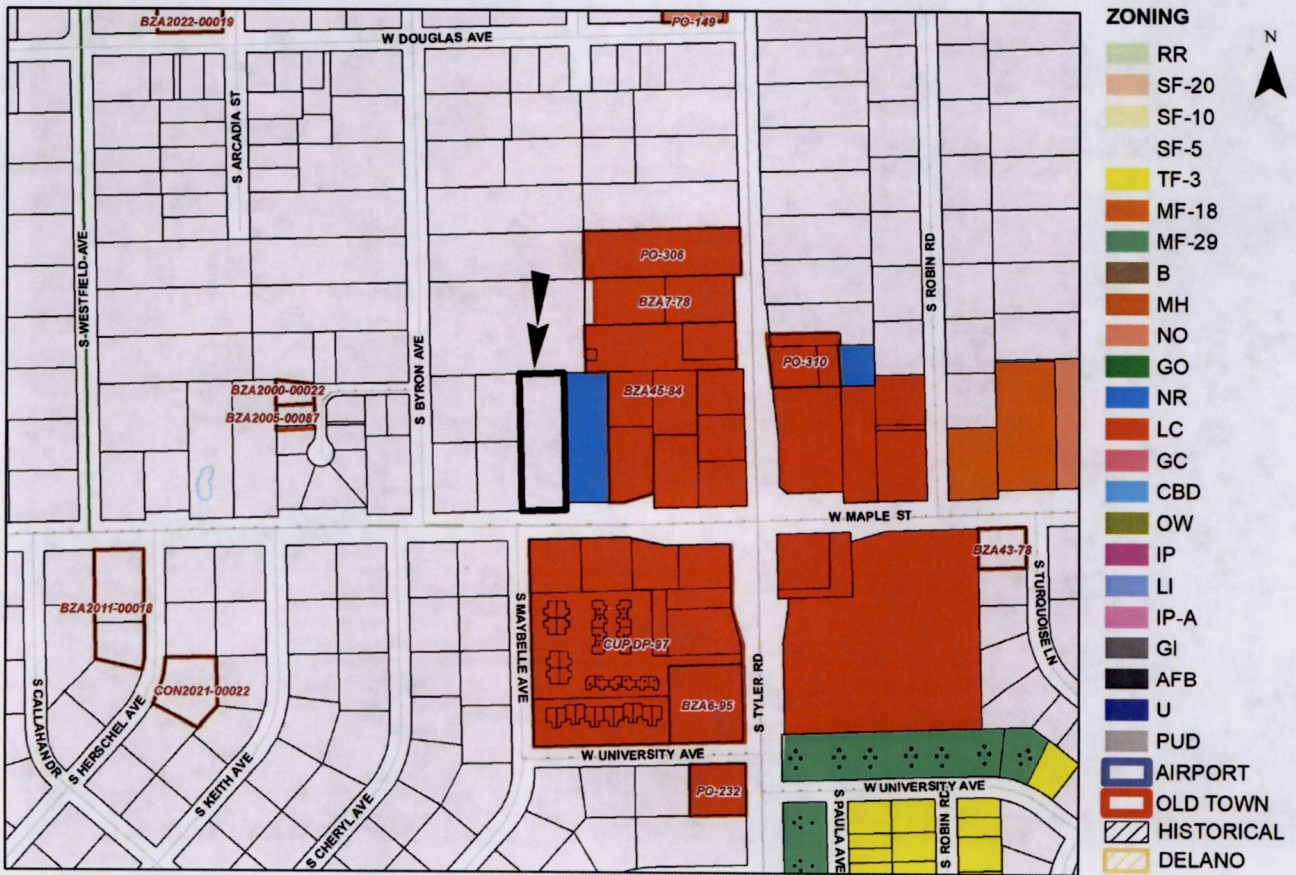 ZONING
RR
SF-20
SF-10
SF-5
TF-3
MF-18
MF-29
B
MH
NO
GO
NR
LC
GC
CBD
OW
IP
LI
IP-A
GI
AFB
U
PUD
AIRPORT
OLD TOWN
HISTORICAL
DELANO
N
BZA2022-00019
PO-149
W DOUGLAS AVE
S ARCADIA ST
S WESTFIELD AVE
S BYRON AVE
S ROBIN RD
PO-306
BZA7-78
PO-310
BZA2000-00022
BZA2005-00087
BZA45-84
W MAPLE ST
BZA43-78
S TURQUOISE LN
BZA2011-00018
S MAYBELLE AVE
CUP DP-97
S TYLER RD
CON2021-00022
BZA6-95
S CALLAHAN DR
S HERSCHEL AVE
S KEITH AVE
S CHERYL AVE
W UNIVERSITY AVE
PO-232
W UNIVERSITY AVE
S PAULA AVE
S ROBIN RD